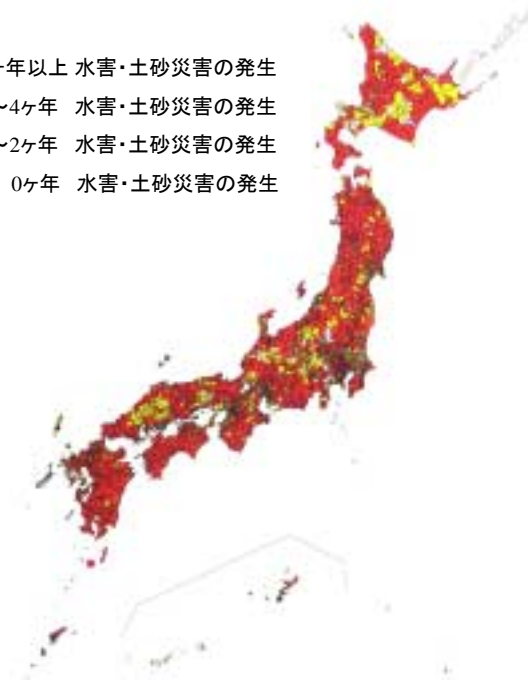 年以上 水害・土砂災害の発生
~4ヶ年 水害・土砂災害の発生
~2ヶ年 水害・土砂災害の発生
0ヶ年 水害・土砂災害の発生